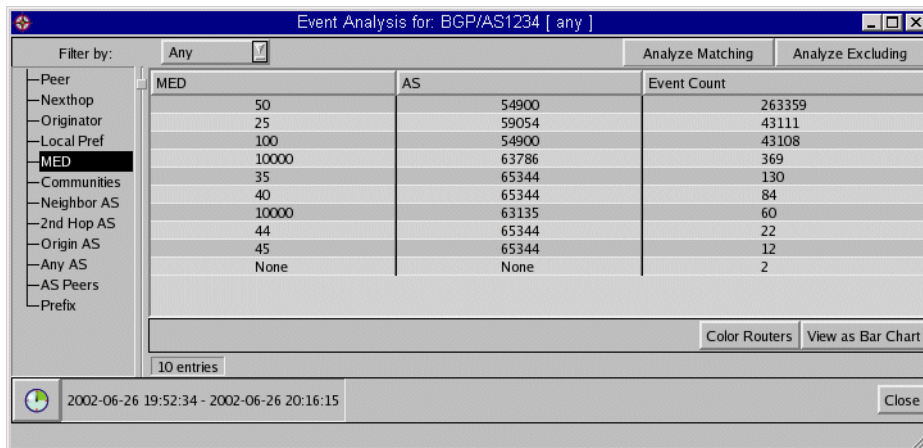 Event Analysis for: BGP/AS1234 [ any ]
Filter by: Any Analyze Matching Analyze Excluding
Peer
Nexthop
Originator
Local Pref
MED
Communities
Neighbor AS
2nd Hop AS
Origin AS
Any AS
AS Peers
Prefix
MED AS Event Count
50 54900 263359
25 59054 43111
100 54900 43108
10000 63786 369
35 65344 130
40 65344 84
10000 63135 60
44 65344 22
45 65344 12
None None 2
Color Routers View as Bar Chart
10 entries
2002-06-26 19:52:34 - 2002-06-26 20:16:15 Close